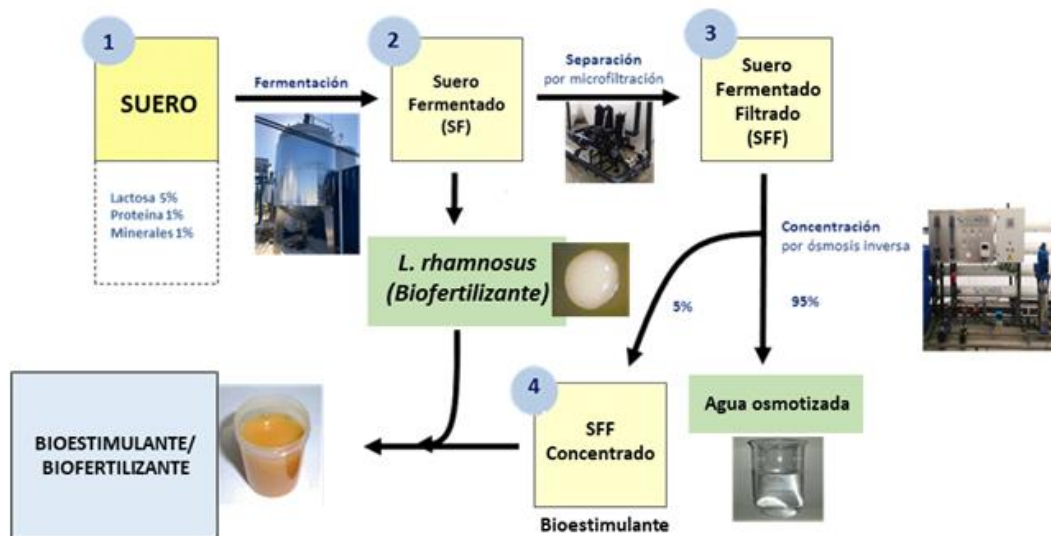 1
SUERO
Lactosa 5%
Proteina 1%
Minerales 1%
Fermentación
2
Suero
Fermentado
(SF)
Separación
por microfiltración
3
Suero
Fermentado
Filtrado
(SFF)
L. rhamnosus
(Biofertilizante)
Concentración
por ósmosis inversa
5%
95%
4
SFF
Concentrado
Bioestimulante
Agua osmotizada
BIOESTIMULANTE/
BIOFERTILIZANTE